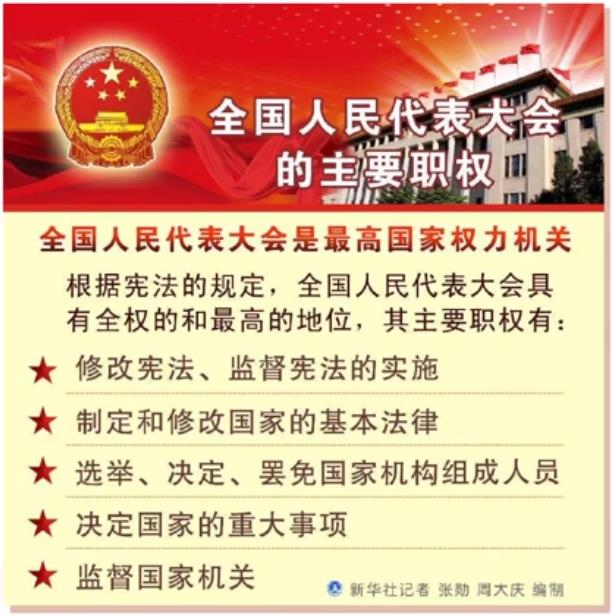 全国人民代表大会
的主要职权
全国人民代表大会是最高国家权力机关
根据宪法的规定，全国人民代表大会具
有全权的和最高的地位，其主要职权有：
修改宪法、监督宪法的实施
制定和修改国家的基本法律
选举、决定、罢免国家机构组成人员
决定国家的重大事项
监督国家机关
新华社记者 张勋 周大庆 编制